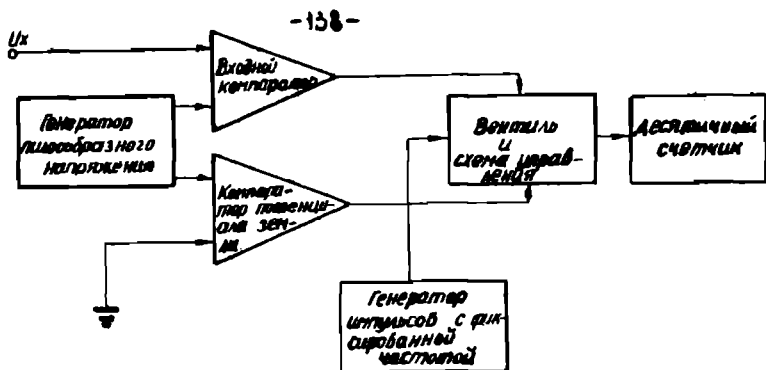 -138-
Ux
Входной
компаратор
Генератор
пилообразного
напряжения
Вентиль
и
схема управ-
ления
Десятичный
счетчик
Компара-
тор потенци-
ала зем-
ли
Генератор
импульсов с фик-
сированной
частотой